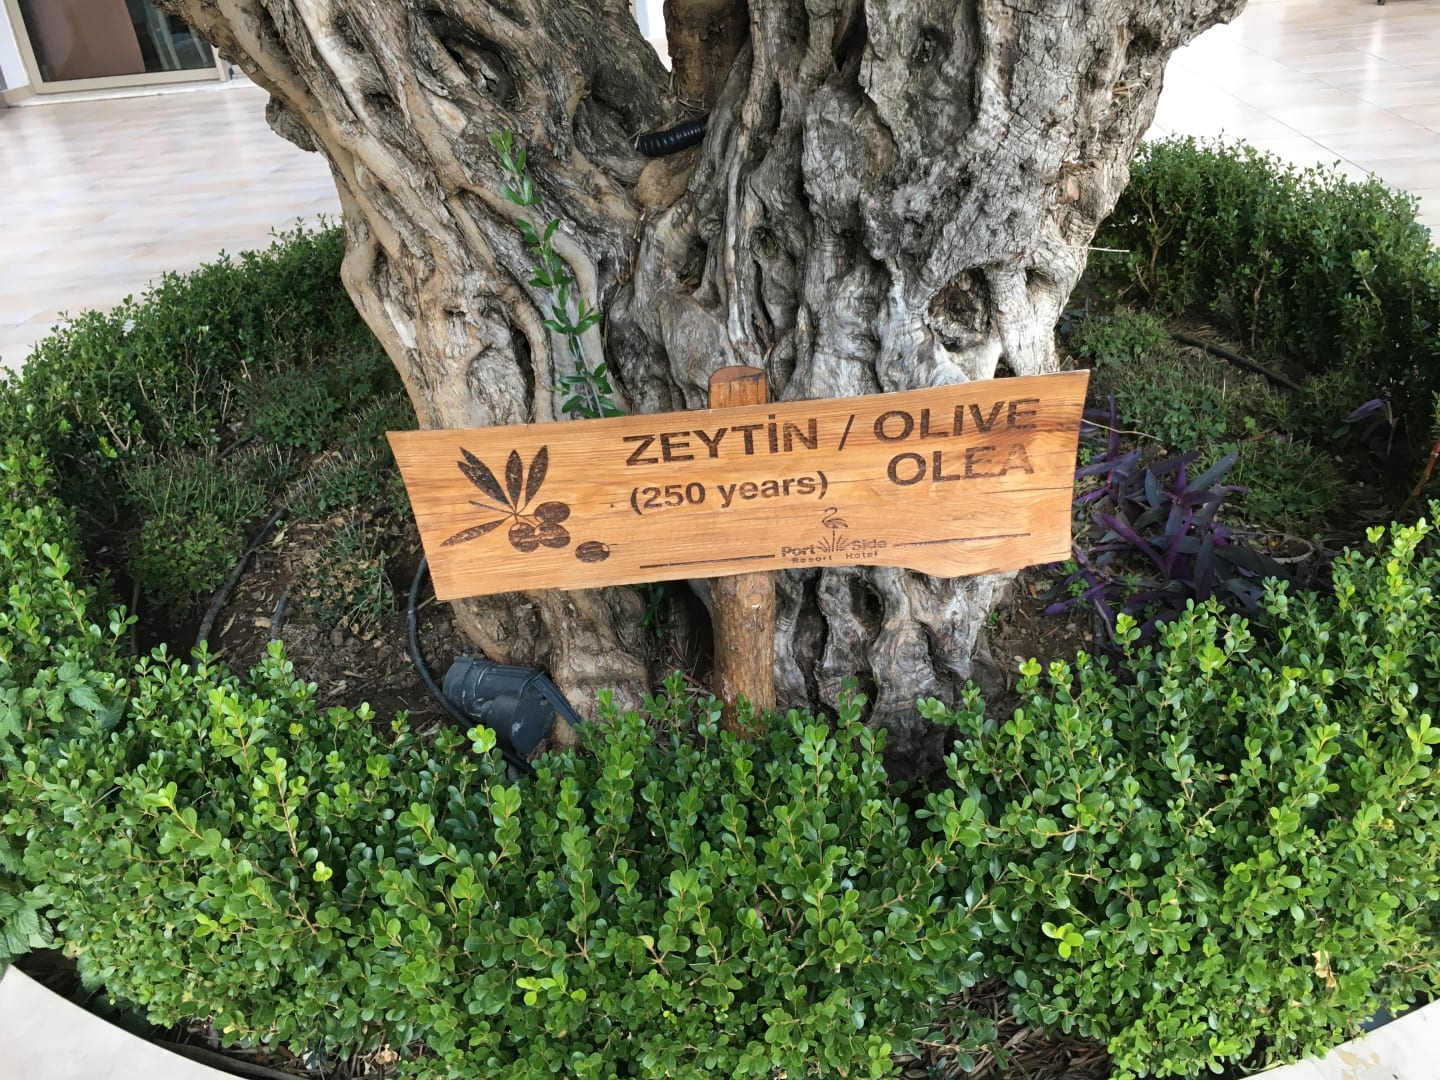 ZEYTİN / OLIVE
(250 years) OLEA
Port Side
Resort Hotel